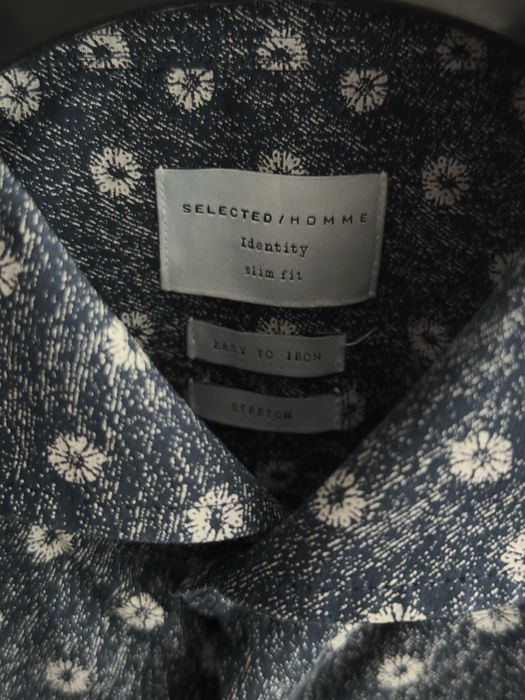 SELECTED/HOMME
Identity
slim fit
EASY TO IRON
STRETCH